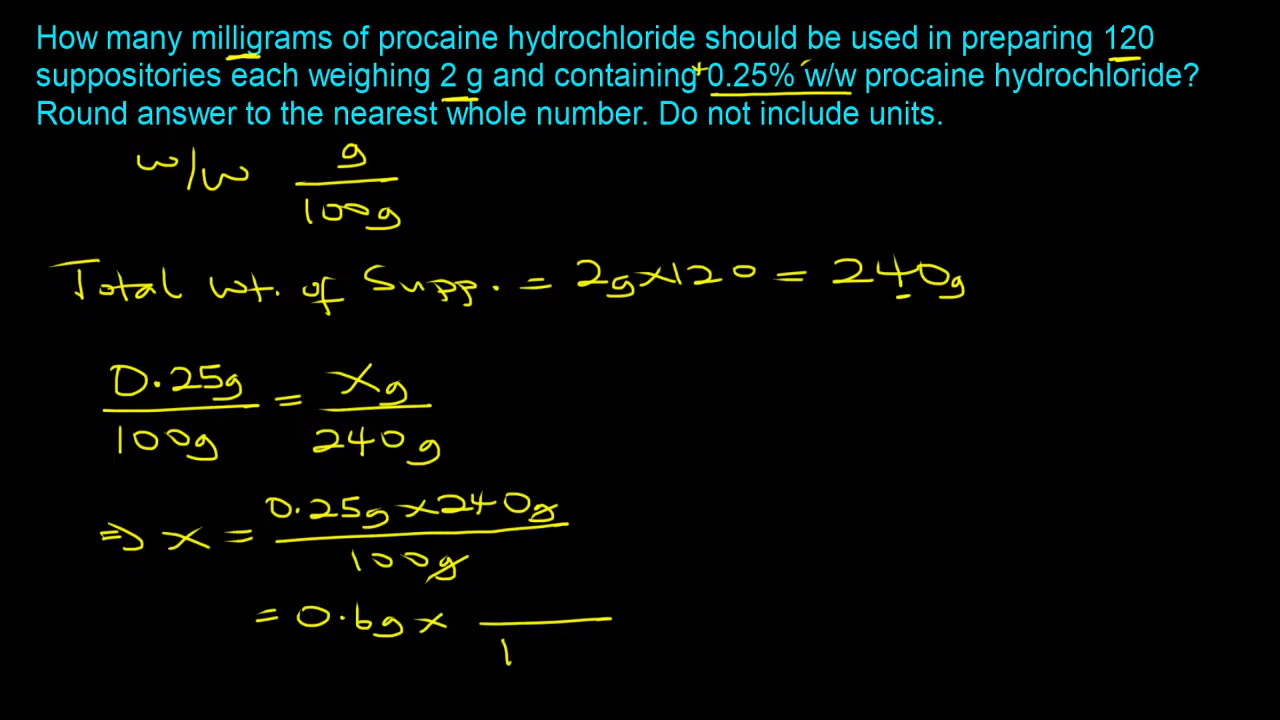 How many milligrams of procaine hydrochloride should be used in preparing 120
suppositories each weighing 2 g and containing 0.25% w/w procaine hydrochloride?
Round answer to the nearest whole number. Do not include units.
w/w g/100g
Total wt. of Supp. = 2g×120 = 240g
0.25g/100g = xg/240g
⇒ x = 0.25g×240g/100g
= 0.6g × /1